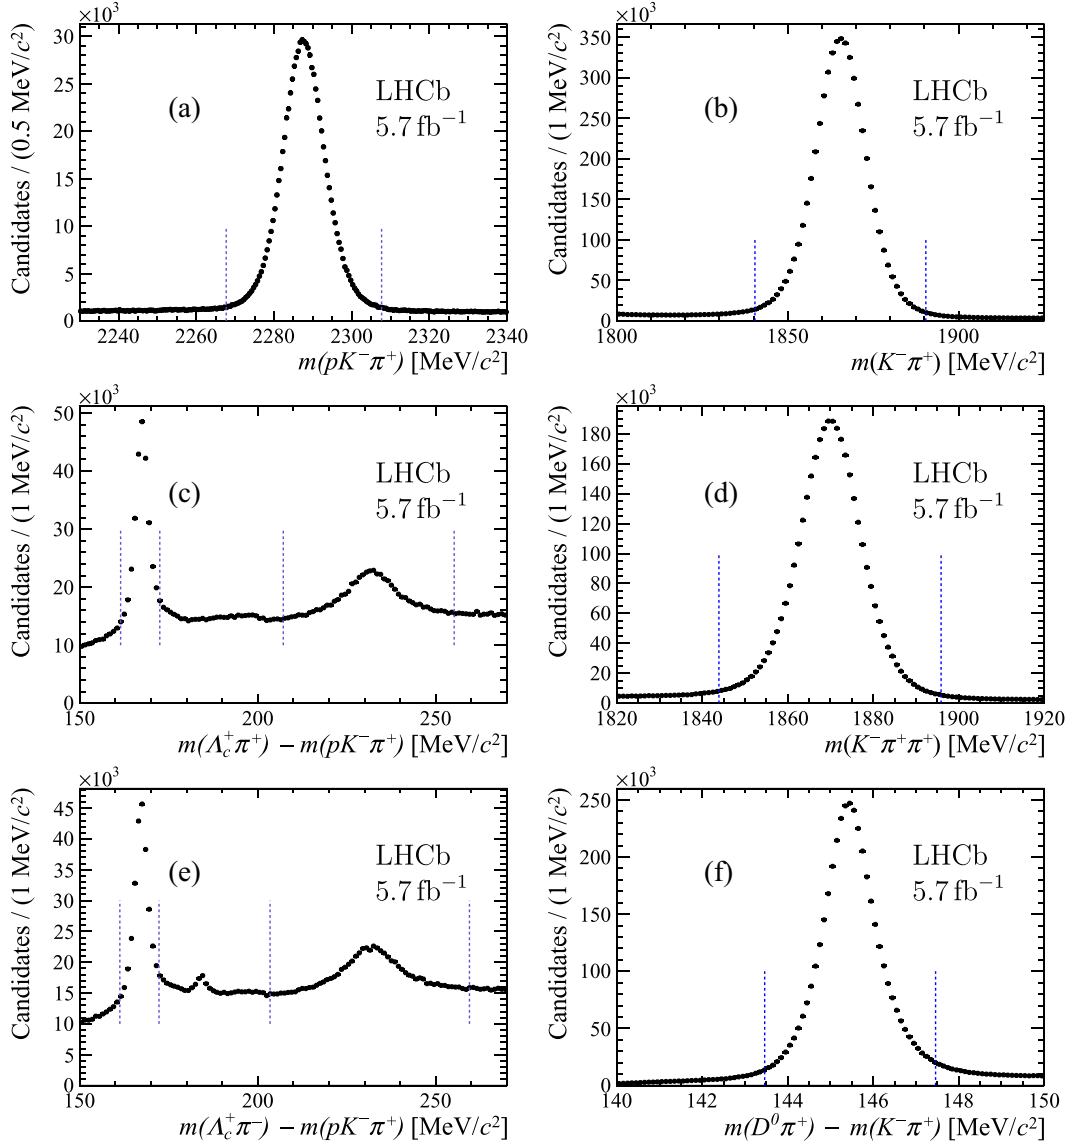 ×10³
Candidates / (0.5 MeV/c²)
30
25
20
15
10
5
0
(a)
LHCb
5.7 fb⁻¹
2240 2260 2280 2300 2320 2340
m(pK⁻π⁺) [MeV/c²]
×10³
Candidates / (1 MeV/c²)
350
300
250
200
150
100
50
0
(b)
LHCb
5.7 fb⁻¹
1800 1850 1900
m(K⁻π⁺) [MeV/c²]
×10³
Candidates / (1 MeV/c²)
50
40
30
20
10
0
(c)
LHCb
5.7 fb⁻¹
150 200 250
m(Λc⁺π⁺) − m(pK⁻π⁺) [MeV/c²]
×10³
Candidates / (1 MeV/c²)
180
160
140
120
100
80
60
40
20
0
(d)
LHCb
5.7 fb⁻¹
1820 1840 1860 1880 1900 1920
m(K⁻π⁺π⁺) [MeV/c²]
×10³
Candidates / (1 MeV/c²)
45
40
35
30
25
20
15
10
5
0
(e)
LHCb
5.7 fb⁻¹
150 200 250
m(Λc⁺π⁻) − m(pK⁻π⁺) [MeV/c²]
×10³
Candidates / (1 MeV/c²)
250
200
150
100
50
0
(f)
LHCb
5.7 fb⁻¹
140 142 144 146 148 150
m(D⁰π⁺) − m(K⁻π⁺) [MeV/c²]